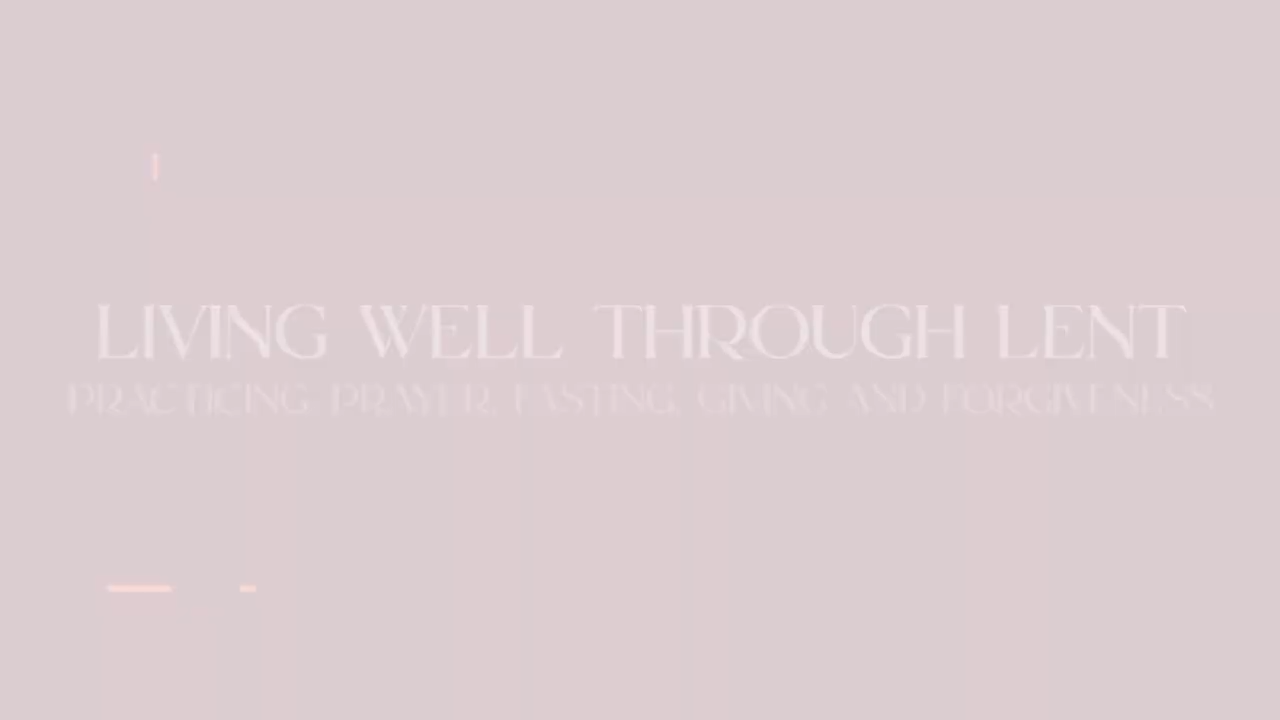 LIVING WELL THROUGH LENT
PRACTICING PRAYER, FASTING, GIVING AND FORGIVENESS